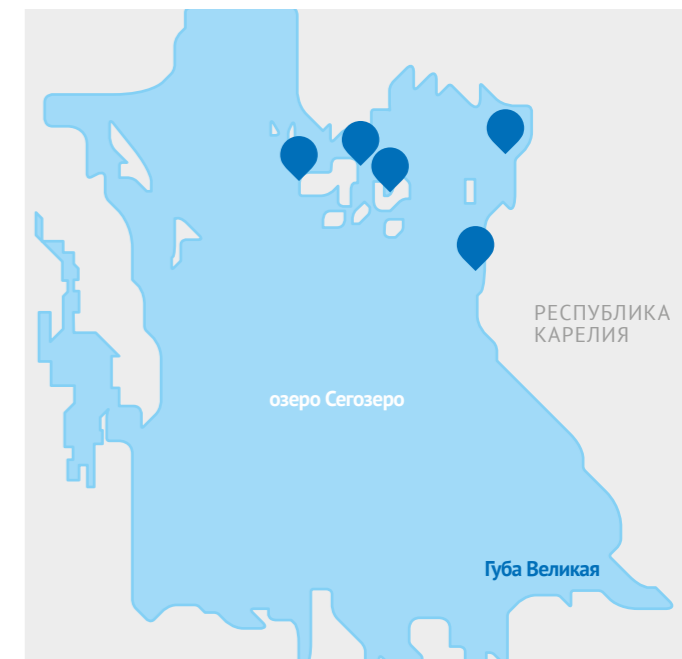 РЕСПУБЛИКА
КАРЕЛИЯ
озеро Сегозеро
Губа Великая